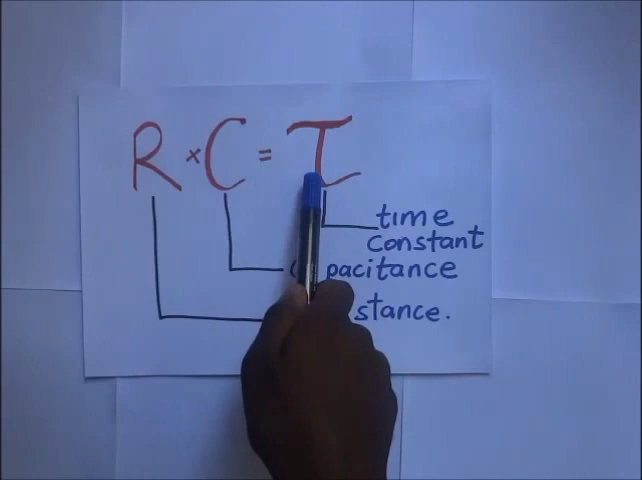 R × C = τ
time
constant
pacitance
stance.